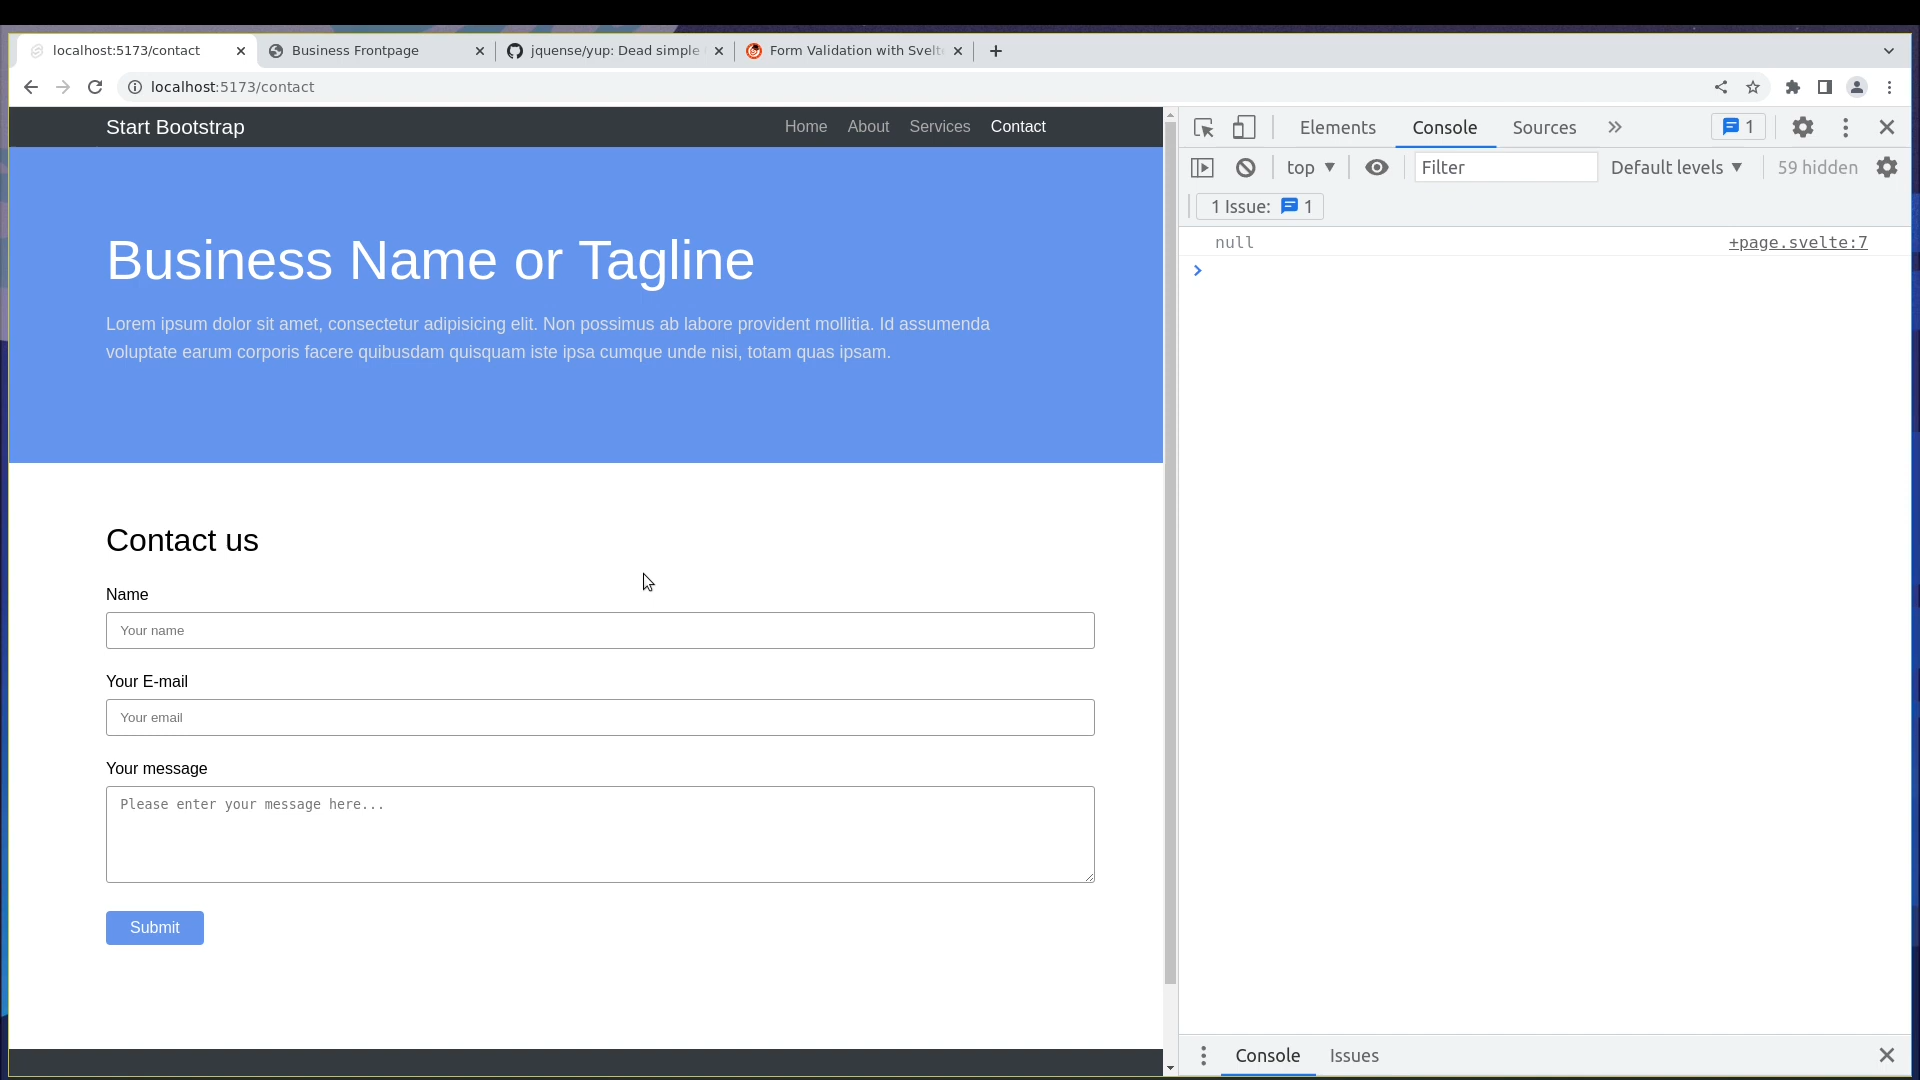 localhost:5173/contact
Business Frontpage
jquense/yup: Dead simple
Form Validation with Svelt
localhost:5173/contact
Start Bootstrap
Home About Services Contact
Business Name or Tagline
Lorem ipsum dolor sit amet, consectetur adipisicing elit. Non possimus ab labore provident mollitia. Id assumenda
voluptate earum corporis facere quibusdam quisquam iste ipsa cumque unde nisi, totam quas ipsam.
Contact us
Name
Your name
Your E-mail
Your email
Your message
Please enter your message here...
Submit
Elements Console Sources 1
top Filter Default levels 59 hidden
1 Issue: 1
null +page.svelte:7
Console Issues